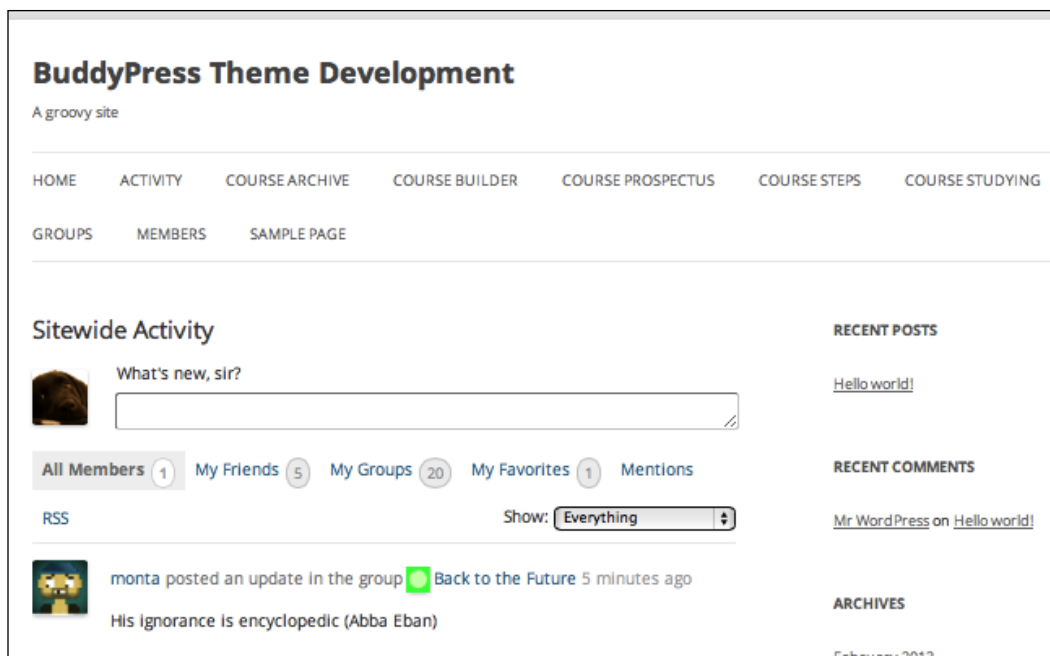 BuddyPress Theme Development
A groovy site
HOME ACTIVITY COURSE ARCHIVE COURSE BUILDER COURSE PROSPECTUS COURSE STEPS COURSE STUDYING
GROUPS MEMBERS SAMPLE PAGE
Sitewide Activity
What's new, sir?
All Members 1 My Friends 5 My Groups 20 My Favorites 1 Mentions
RSS Show: Everything
monta posted an update in the group Back to the Future 5 minutes ago
His ignorance is encyclopedic (Abba Eban)
RECENT POSTS
Hello world!
RECENT COMMENTS
Mr WordPress on Hello world!
ARCHIVES
February 2013